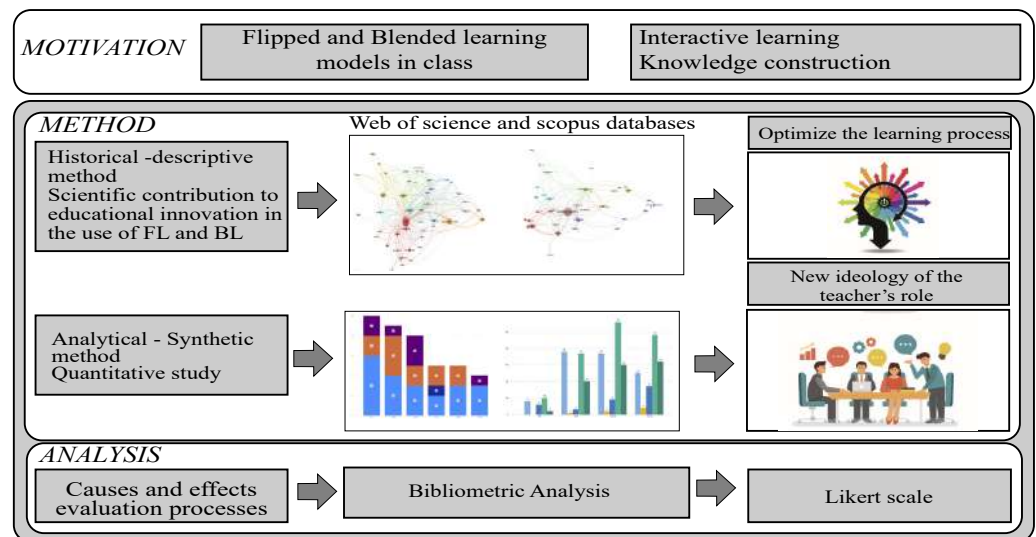 MOTIVATION
Flipped and Blended learning
models in class
Interactive learning
Knowledge construction
METHOD
Historical -descriptive
method
Scientific contribution to
educational innovation in
the use of FL and BL
Web of science and scopus databases
Optimize the learning process
New ideology of the
teacher's role
Analytical - Synthetic
method
Quantitative study
ANALYSIS
Causes and effects
evaluation processes
Bibliometric Analysis
Likert scale